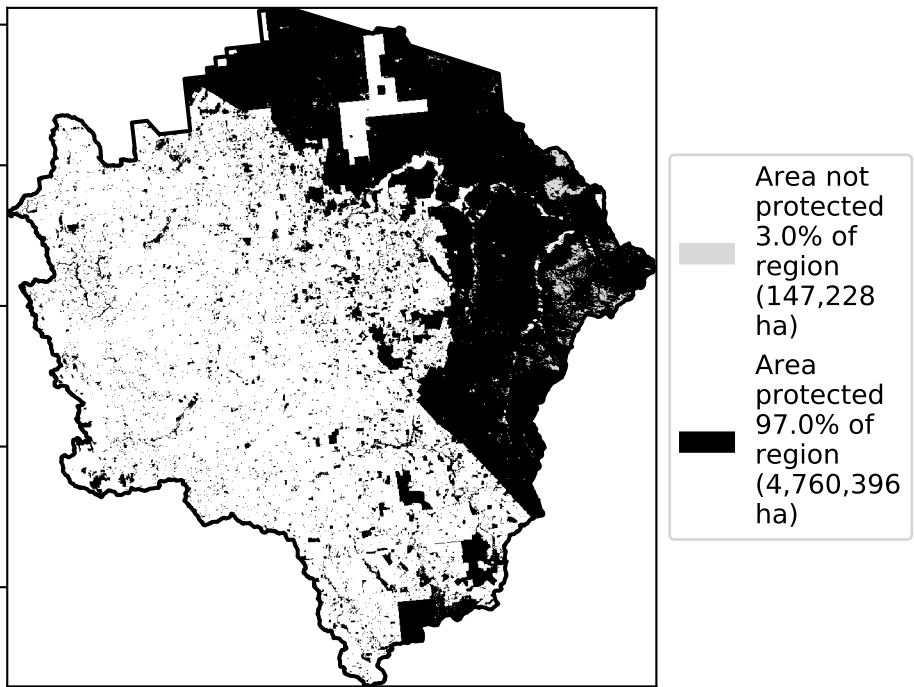 Area not
protected
3.0% of
region
(147,228
ha)
Area
protected
97.0% of
region
(4,760,396
ha)